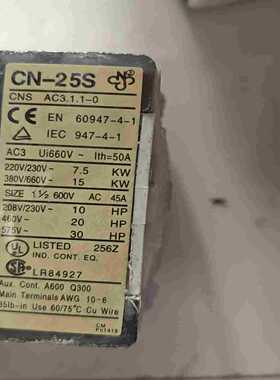 CN-25S
CNS AC3.1.1-0
CE EN 60947-4-1
IEC 947-4-1
AC3 Ui660V - Ith=50A
220V/230V - 7.5 KW
380V/660V - 15 KW
SIZE 1½ 600V AC 45A
208V/230V - 10 HP
460V- 20 HP
575V- 30 HP
UL LISTED 256Z
IND. CONT. EQ.
LR84927
Aux. Cont. A600 Q300
Main Terminals AWG 10-6
35lb-in Use 60/75°C Cu Wire